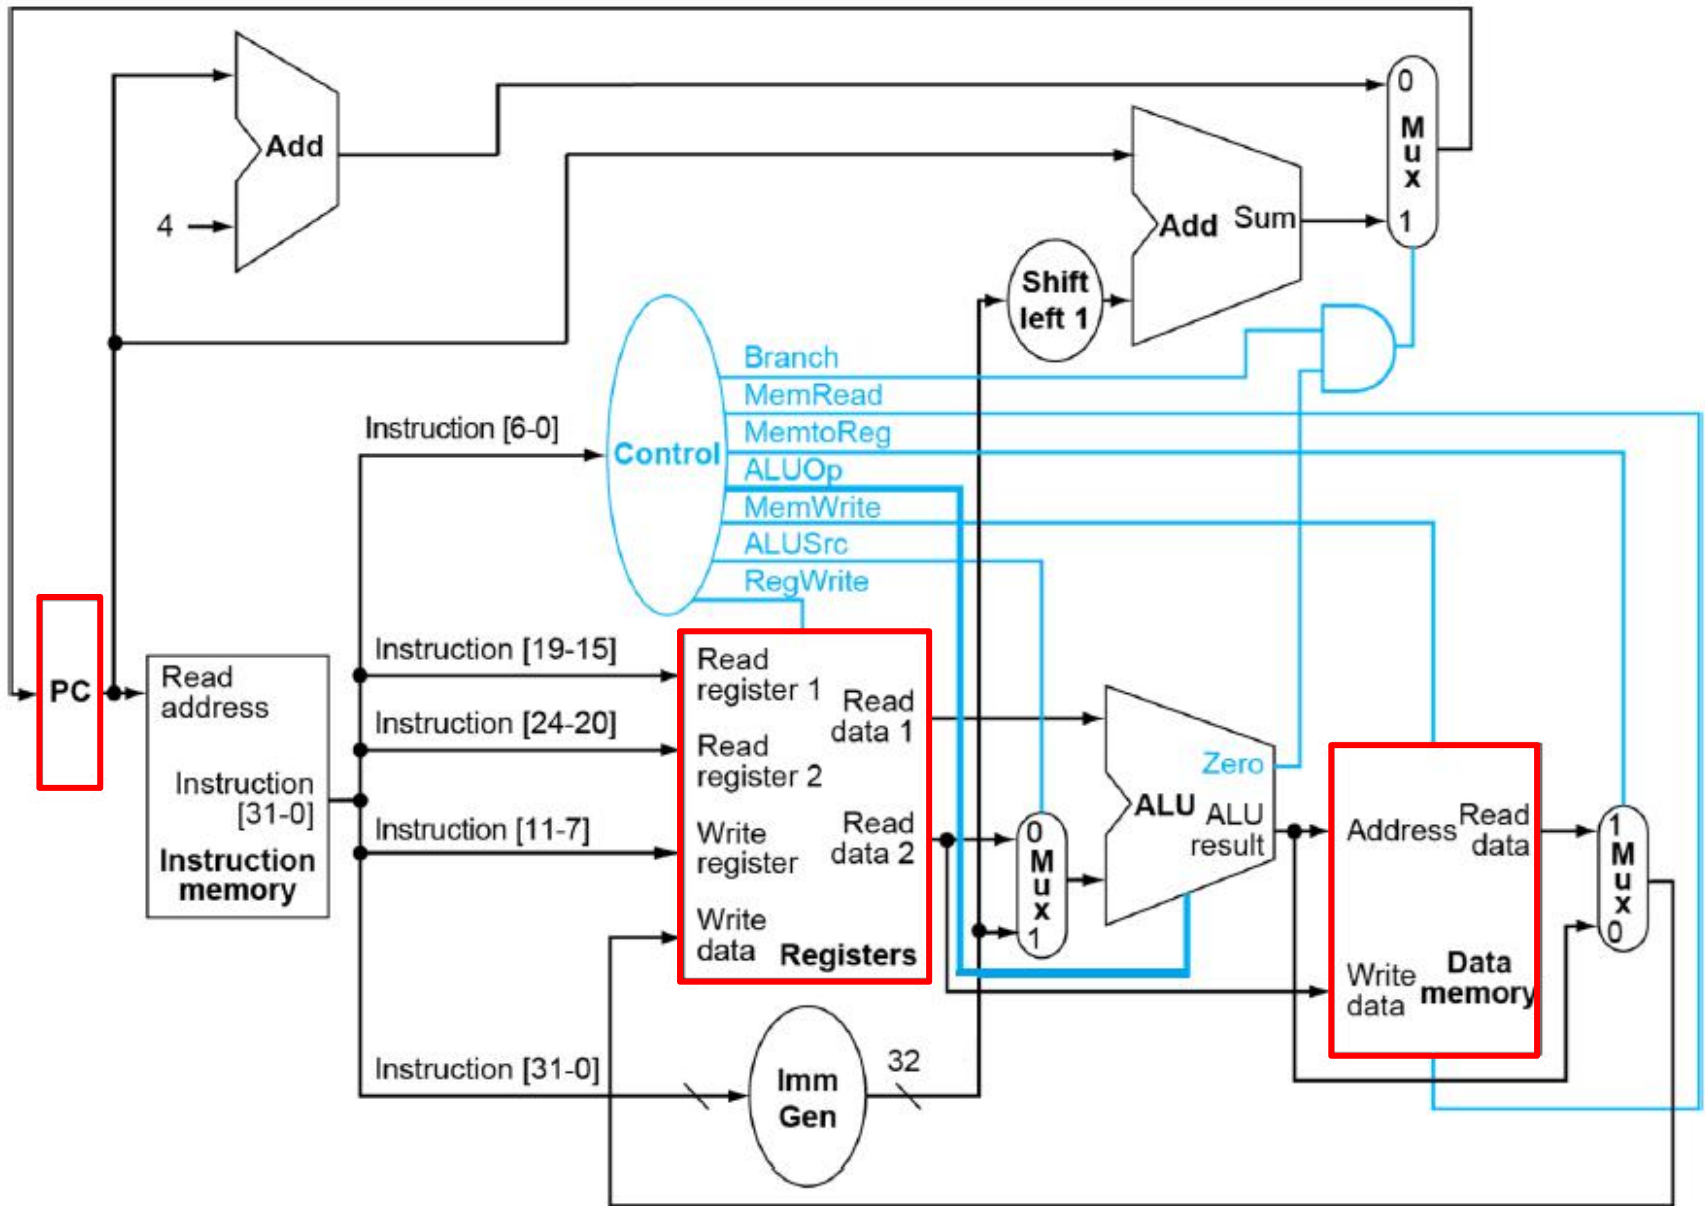 Add
4
0
Mux
1
Add Sum
Shift
left 1
Branch
MemRead
MemtoReg
ALUOp
MemWrite
ALUSrc
RegWrite
Control
Instruction [6-0]
Instruction [19-15]
Instruction [24-20]
Instruction [11-7]
Instruction [31-0]
PC
Read
address
Instruction
[31-0]
Instruction
memory
Read
register 1
Read
register 2
Write
register
Write
data
Read
data 1
Read
data 2
Registers
Imm
Gen
32
0
Mux
1
Zero
ALU
ALU
result
Address
Read
data
Write
data
Data
memory
1
Mux
0